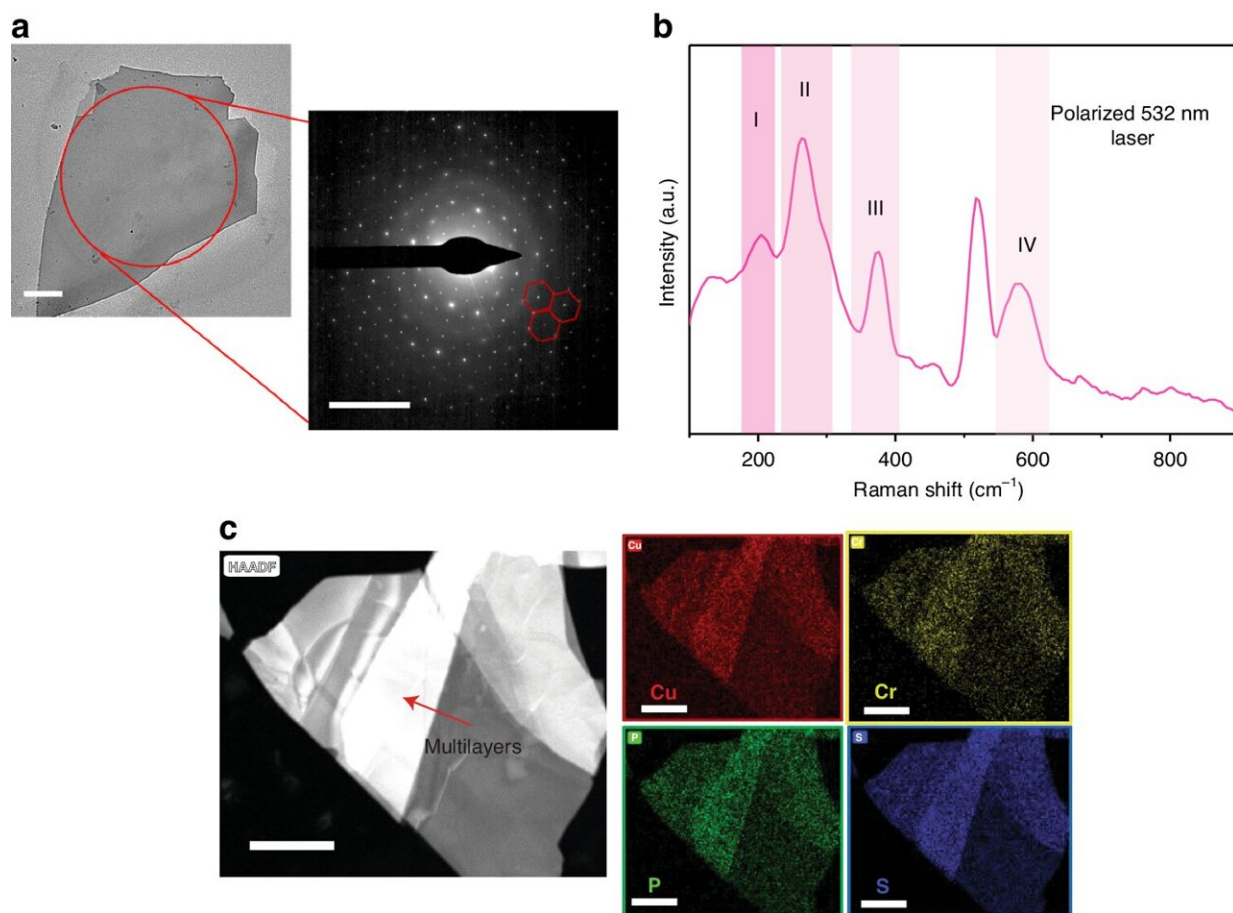 a
b
I
II
III
IV
Polarized 532 nm
laser
Intensity (a.u.)
200
400
600
800
Raman shift (cm⁻¹)
c
HAADF
Multilayers
Cu
Cu
Cr
Cr
P
P
S
S